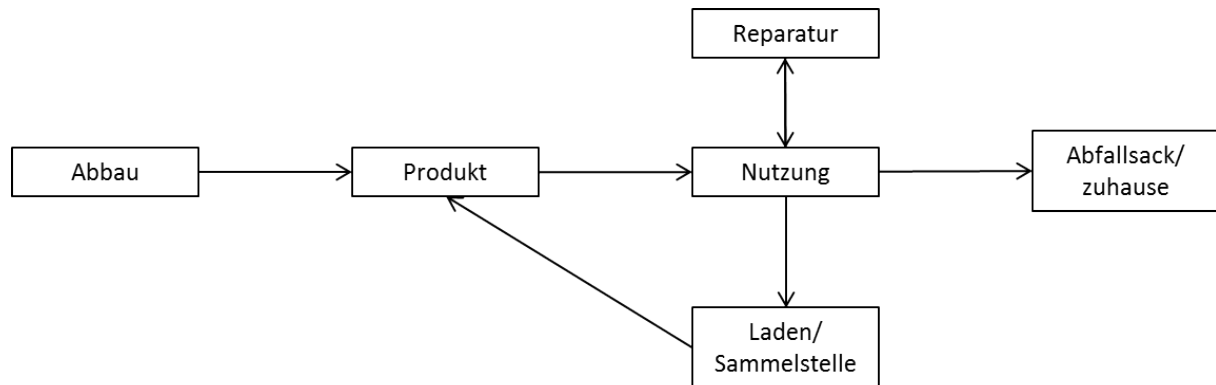 Reparatur
Abbau
Produkt
Nutzung
Abfallsack/
zuhause
Laden/
Sammelstelle